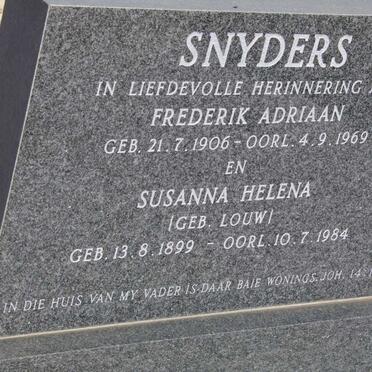 SNYDERS
IN LIEFDEVOLLE HERINNERING
FREDERIK ADRIAAN
GEB. 21.7.1906 - OORL. 4.9.1969
EN
SUSANNA HELENA
[GEB. LOUW]
GEB. 13.8.1899 - OORL. 10.7.1984
IN DIE HUIS VAN MY VADER IS DAAR BAIE WONINGS. JOH. 14: